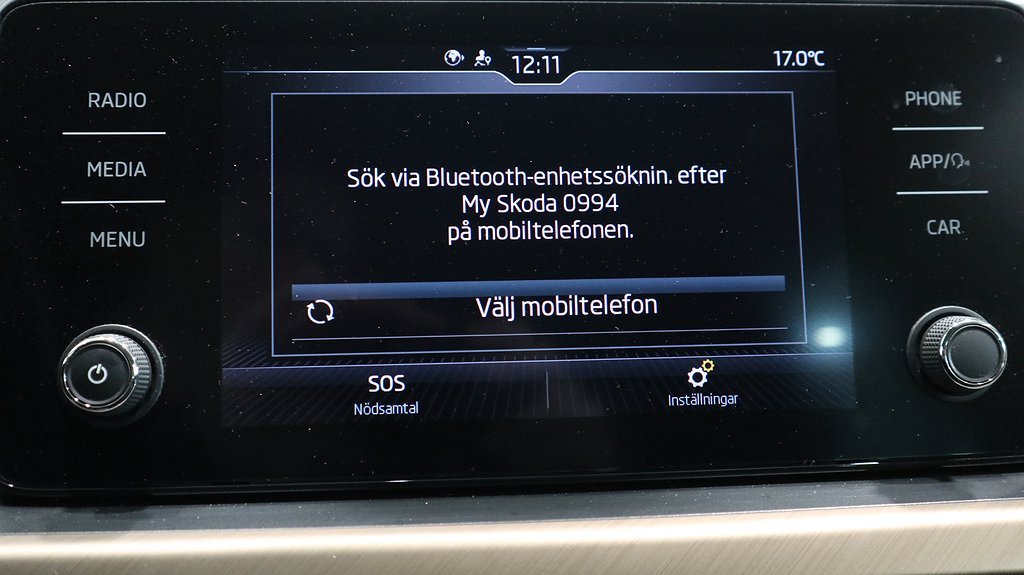 12:11
17.0°C
RADIO
MEDIA
MENU
Sök via Bluetooth-enhetssöknin. efter
My Skoda 0994
på mobiltelefonen.
Välj mobiltelefon
SOS
Nödsamtal
Inställningar
PHONE
APP/
CAR